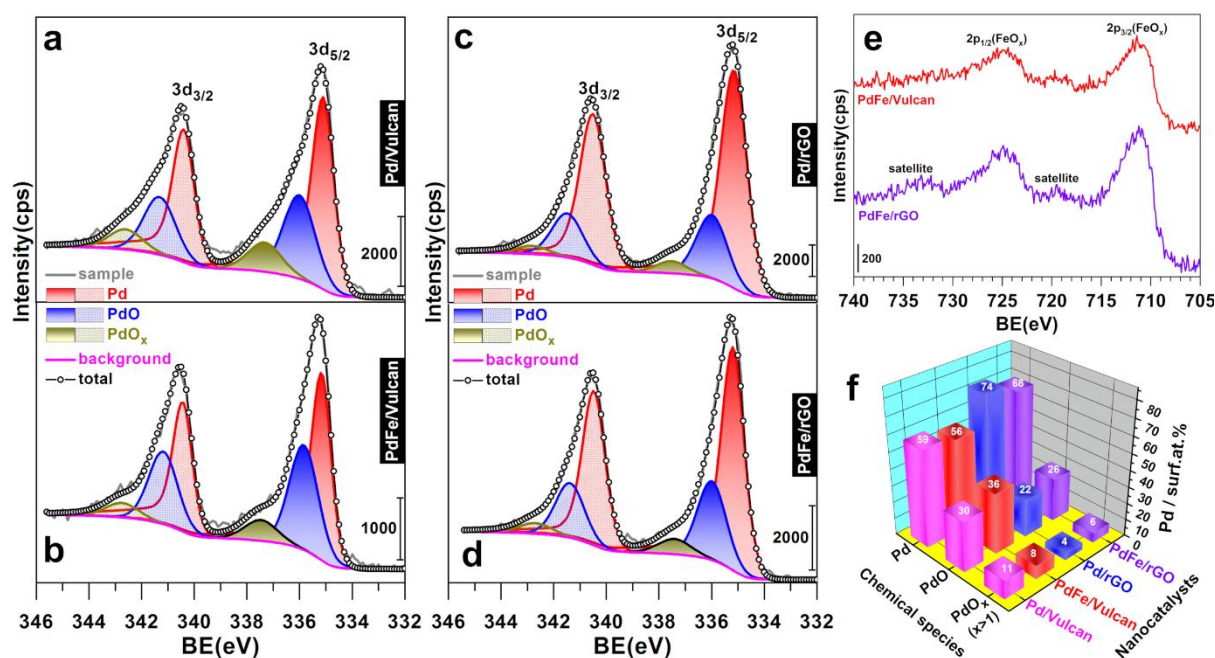 a
3d3/2
3d5/2
Pd/Vulcan
2000
Intensity(cps)
sample
Pd
PdO
PdOx
background
total
PdFe/Vulcan
1000
b
346 344 342 340 338 336 334 332
BE(eV)
c
3d3/2
3d5/2
Pd/rGO
2000
Intensity(cps)
sample
Pd
PdO
PdOx
background
total
PdFe/rGO
2000
d
346 344 342 340 338 336 334 332
BE(eV)
e
2p1/2(FeOx)
2p3/2(FeOx)
PdFe/Vulcan
satellite
satellite
PdFe/rGO
200
Intensity(cps)
740 735 730 725 720 715 710 705
BE(eV)
f
74 68
59 56
26
36 22
30
6
4
8
11
80
70
60
50
40
30
20
10
0
Pd / surf.at.%
Pd
PdO
PdOx
(x>1)
Chemical species
Pd/Vulcan
PdFe/Vulcan
Pd/rGO
PdFe/rGO
Nanocatalysts